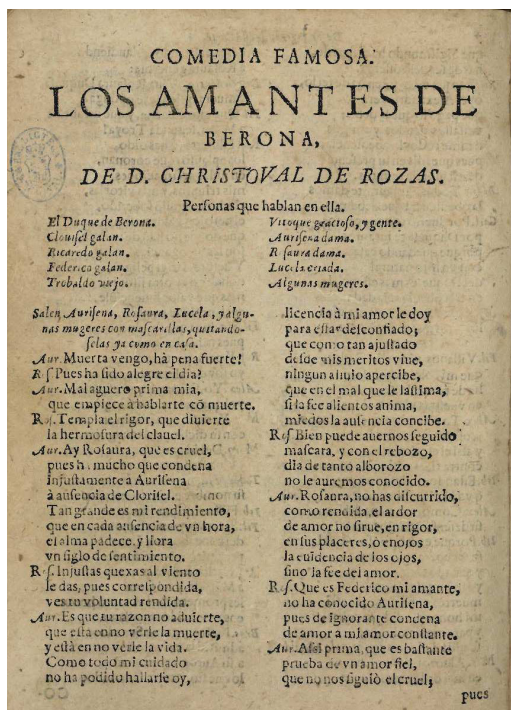 COMEDIA FAMOSA.
LOS AMANTES DE
BERONA,
DE D. CHRISTOVAL DE ROZAS.
Personas que hablan en ella.
El Duque de Berona.
Clorisel galan.
Ricaredo galan.
Federico galan.
Trobaldo viejo.
Vitoque gracioso, y gente.
Aurisena dama.
Rosaura dama.
Lucela criada.
Algunas mugeres.
Salen Aurisena, Rosaura, Lucela, y algu-
nas mugeres con mascarillas, quitando-
selas ya como en casa.
Aur. Muerta vengo, hà pena fuerte!
Ros. Pues ha sido alegre el dia?
Aur. Mal aguero prima mia,
que empiece à hablarte cõ muerte.
Ros. Templa el rigor, que diuierte
la hermosura del clauel.
Aur. Ay Rosaura, que es cruel,
pues h mucho que condena
injustamente a Aurisena
à ausencia de Clorisel.
Tan grande es mi rendimiento,
que en cada ausencia de vn hora,
el alma padece, y llora
vn siglo de sentimiento.
Ros. Injustas quexas al viento
le das, pues correspondida,
ves tu voluntad rendida.
Aur. Es que tu razon no aduierte,
que està en no verle la muerte,
y està en no verle la vida.
Como todo mi cuidado
no ha podido hallarse oy,
licencia à mi amor le doy
para estar desconfiado;
que como tan ajustado
desde mis meritos viue,
ningun aliuio apercibe,
que en el mal que le lastima,
si la fee alientos anima,
miedos la ausencia concibe.
Ros. Bien puede auernos seguido
mascara, y con el rebozo,
dia de tanto alborozo
no le auremos conocido.
Aur. Rosaura, no has discurrido,
como rendida, el ardor
de amor no sirue, en rigor,
en sus placeres, ò enojos
la euidencia de los ojos,
sino la fee del amor.
Ros. Que es Federico mi amante,
no ha conocido Aurisena,
pues de ignorante condena
de amor a mi amor constante.
Aur. Assi prima, que es bastante
prueba de vn amor fiel,
que no nos siguiò el cruel;
pues